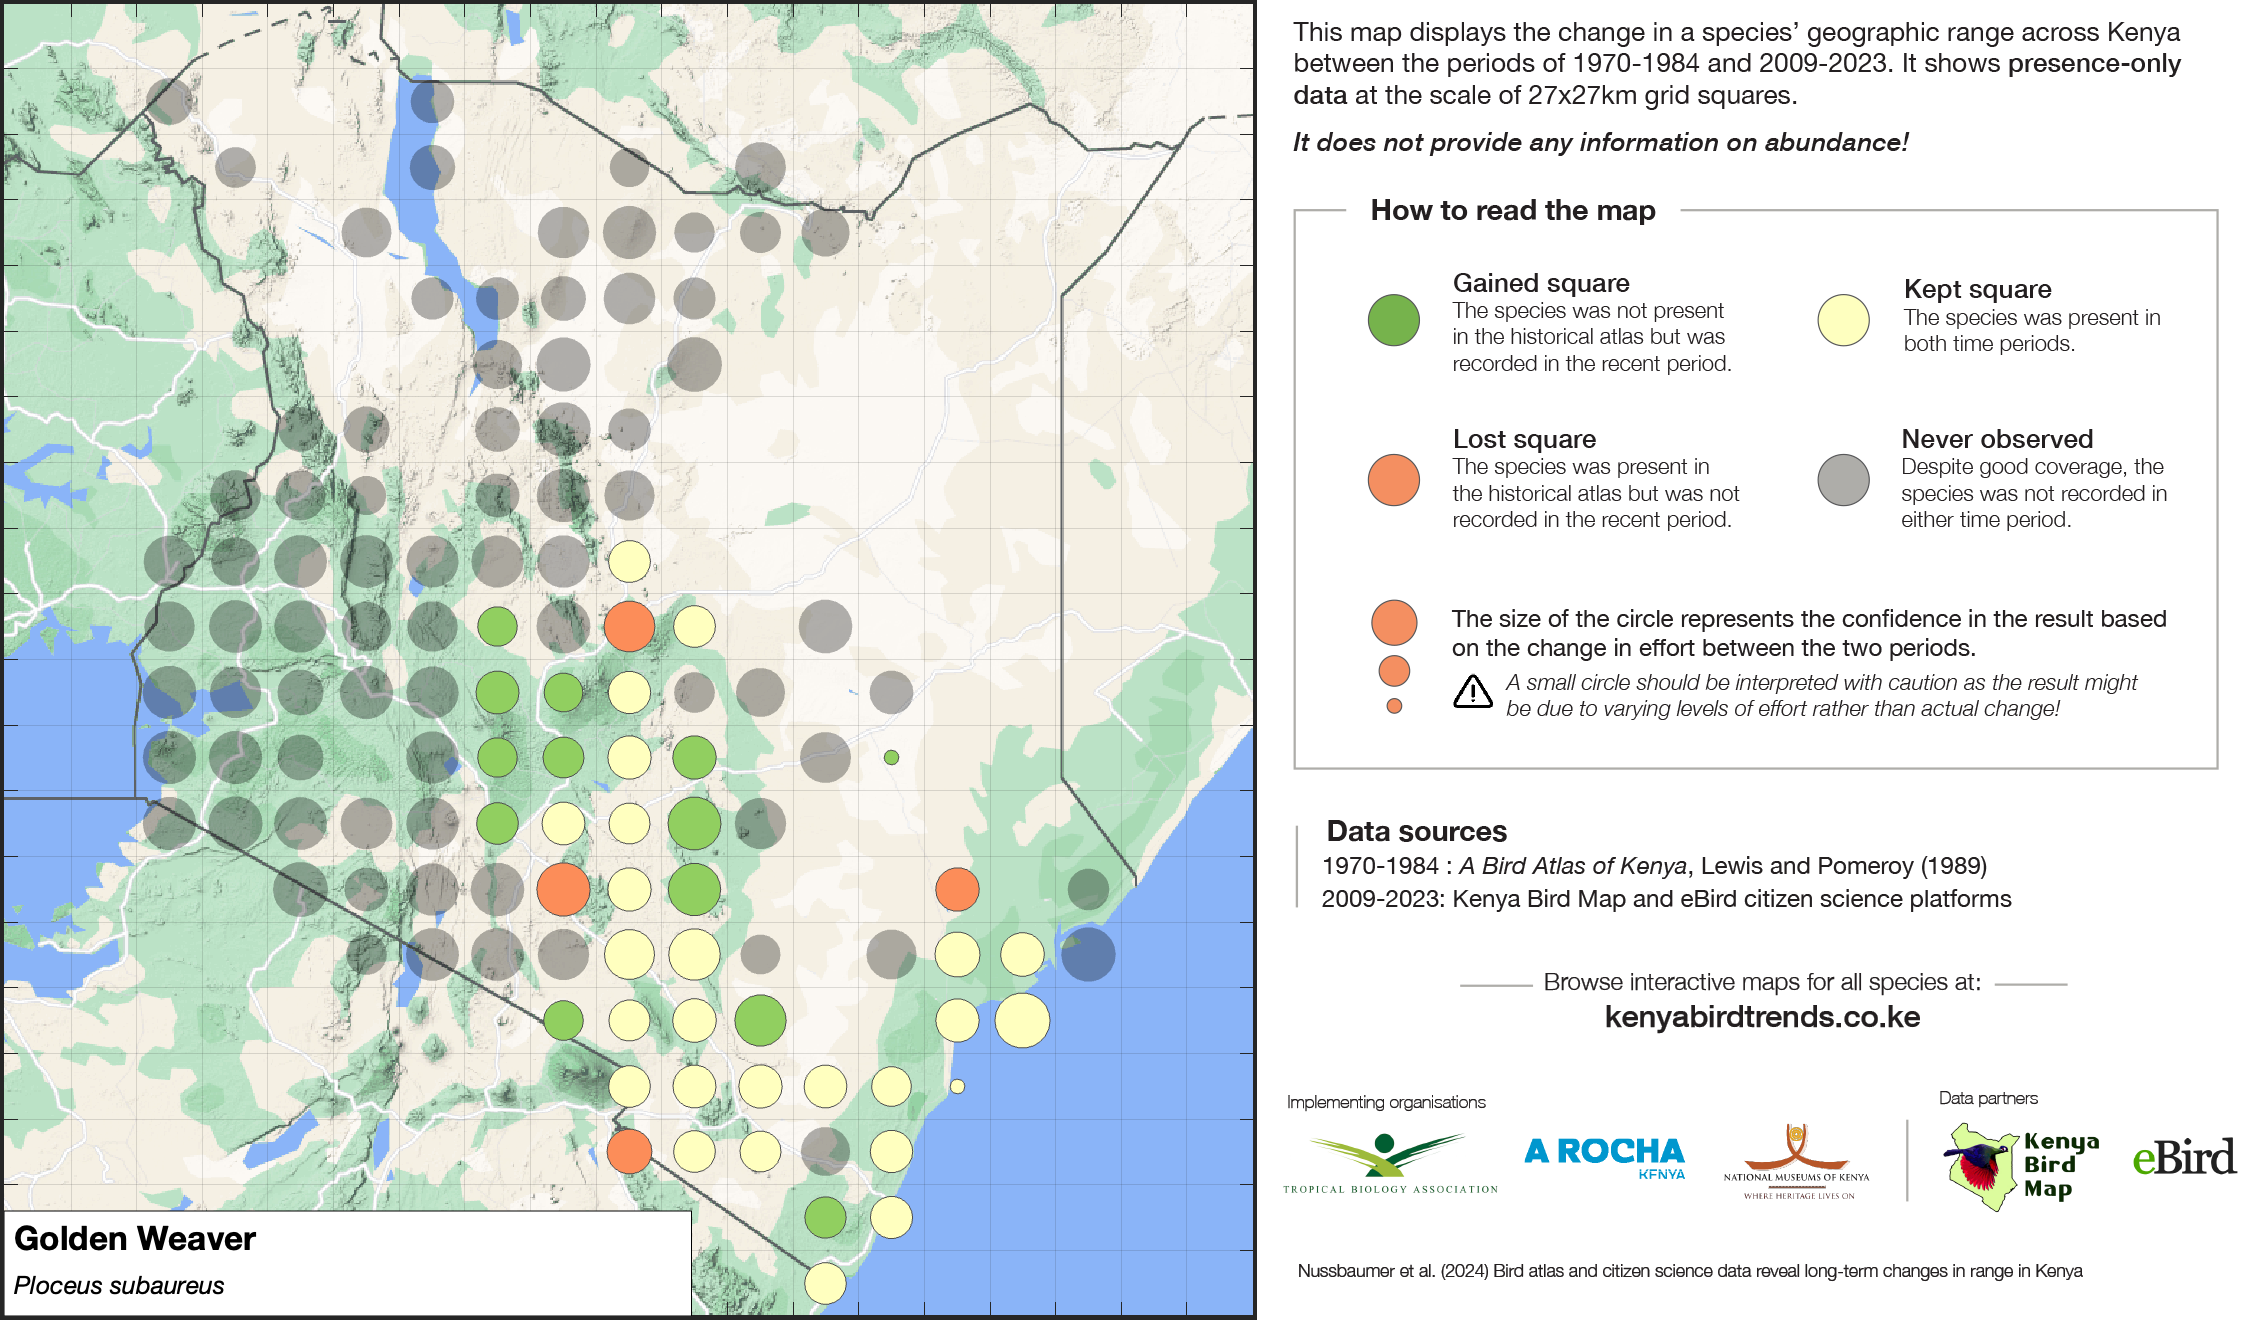 This map displays the change in a species’ geographic range across Kenya
between the periods of 1970-1984 and 2009-2023. It shows presence-only
data at the scale of 27x27km grid squares.
It does not provide any information on abundance!
How to read the map
Gained square
The species was not present
in the historical atlas but was
recorded in the recent period.
Kept square
The species was present in
both time periods.
Lost square
The species was present in
the historical atlas but was not
recorded in the recent period.
Never observed
Despite good coverage, the
species was not recorded in
either time period.
The size of the circle represents the confidence in the result based
on the change in effort between the two periods.
A small circle should be interpreted with caution as the result might
be due to varying levels of effort rather than actual change!
Data sources
1970-1984 : A Bird Atlas of Kenya, Lewis and Pomeroy (1989)
2009-2023: Kenya Bird Map and eBird citizen science platforms
Browse interactive maps for all species at:
kenyabirdtrends.co.ke
Implementing organisations
Data partners
TROPICAL BIOLOGY ASSOCIATION
A ROCHA
KENYA
NATIONAL MUSEUMS OF KENYA
WHERE HERITAGE LIVES ON
Kenya
Bird
Map
eBird
Golden Weaver
Ploceus subaureus
Nussbaumer et al. (2024) Bird atlas and citizen science data reveal long-term changes in range in Kenya